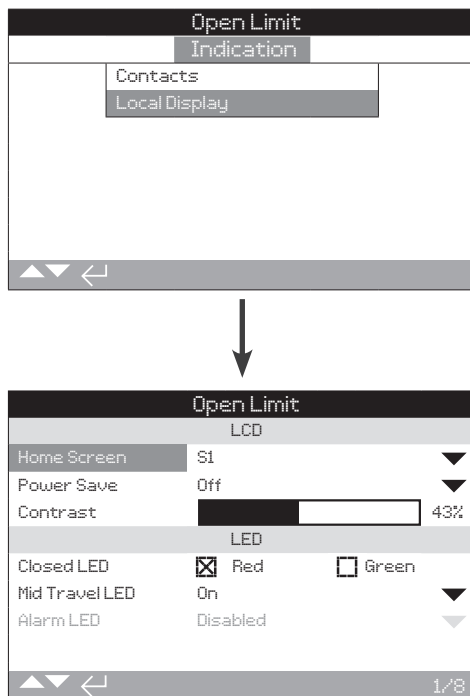 Open Limit
Indication
Contacts
Local Display
Open Limit
LCD
Home Screen S1
Power Save Off
Contrast 43%
LED
Closed LED Red Green
Mid Travel LED On
Alarm LED Disabled
1/8